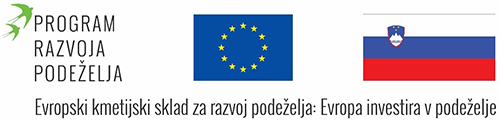 PROGRAM
RAZVOJA
PODEŽELJA
Evropski kmetijski sklad za razvoj podeželja: Evropa investira v podeželje